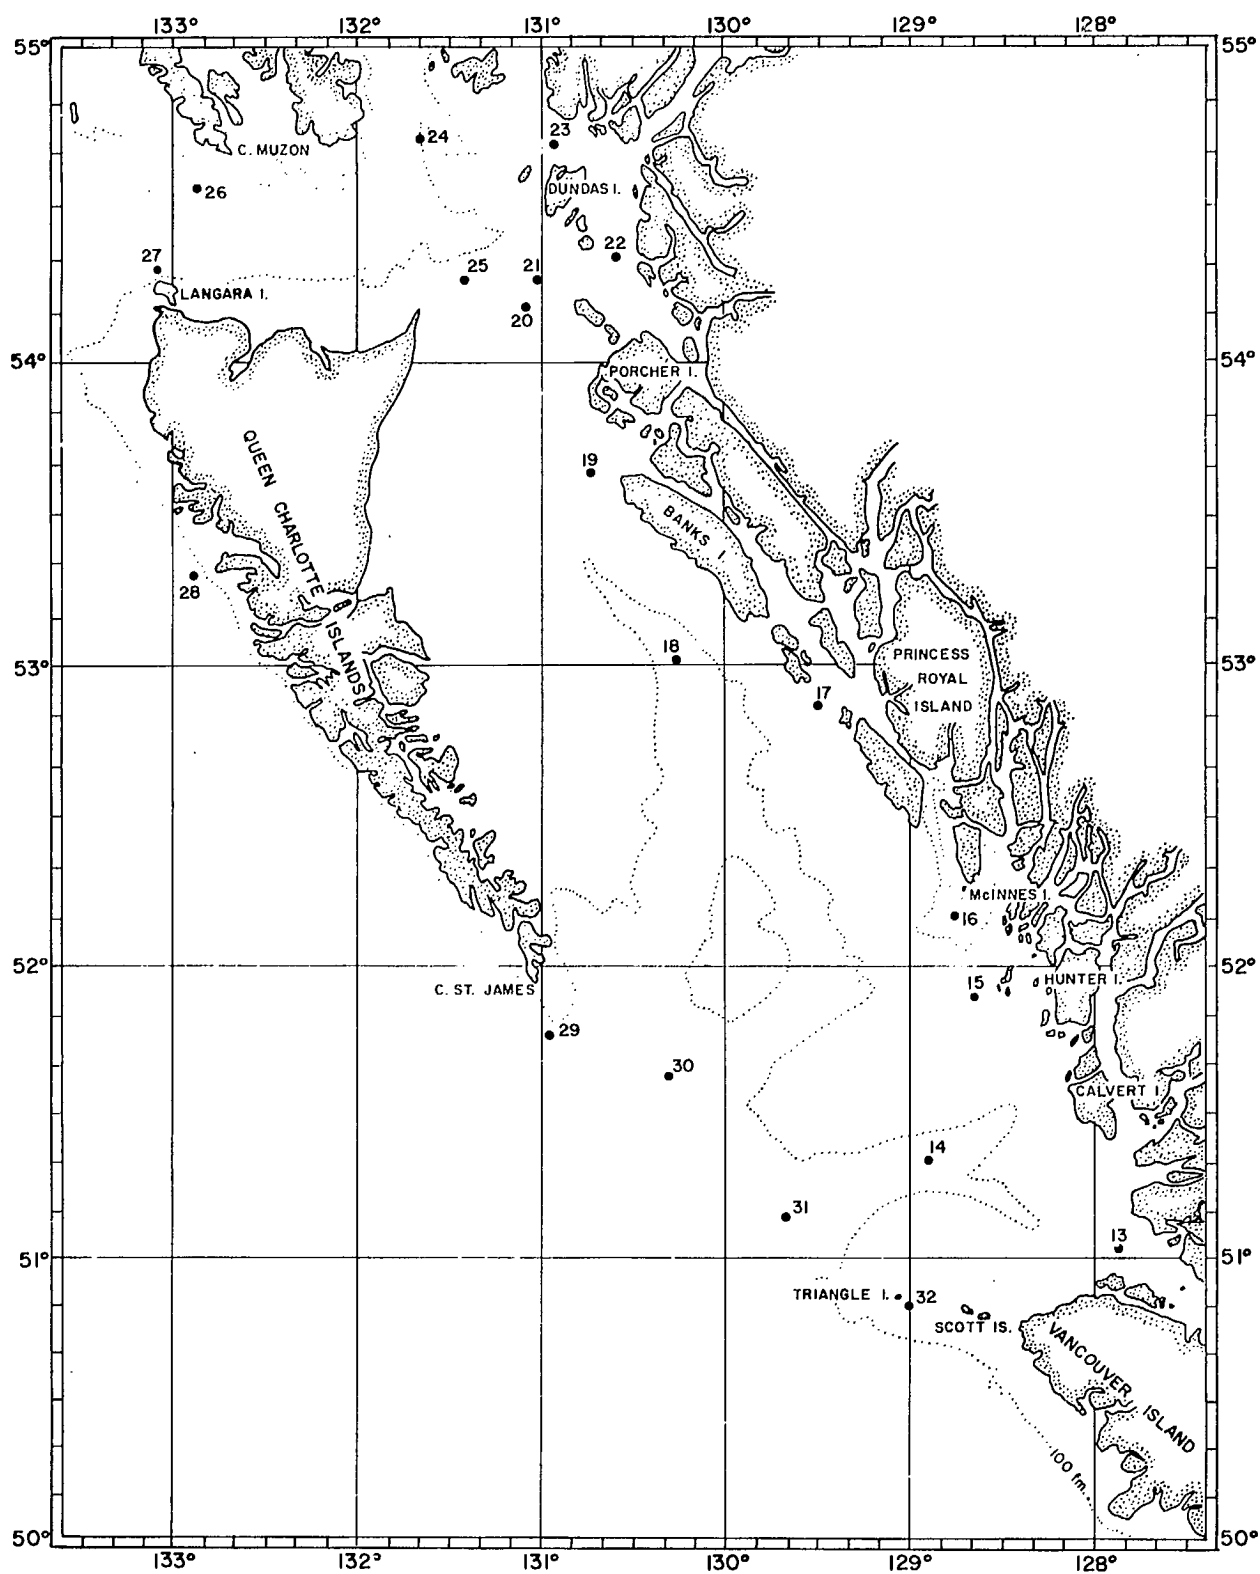 133° 132° 131° 130° 129° 128°
55° 55°
24
23
C. MUZON
26
DUNDAS I.
22
27
25
21
LANGARA I.
20
54° 54°
PORCHER I.
QUEEN CHARLOTTE ISLANDS
19
BANKS I.
28
18
53° 53°
PRINCESS
ROYAL
ISLAND
17
McINNES I.
16
52° 52°
HUNTER I.
15
C. ST. JAMES
29
30
CALVERT I.
14
31
13
51° 51°
TRIANGLE I.
32
SCOTT IS.
VANCOUVER ISLAND
100 fm.
50° 50°
133° 132° 131° 130° 129° 128°